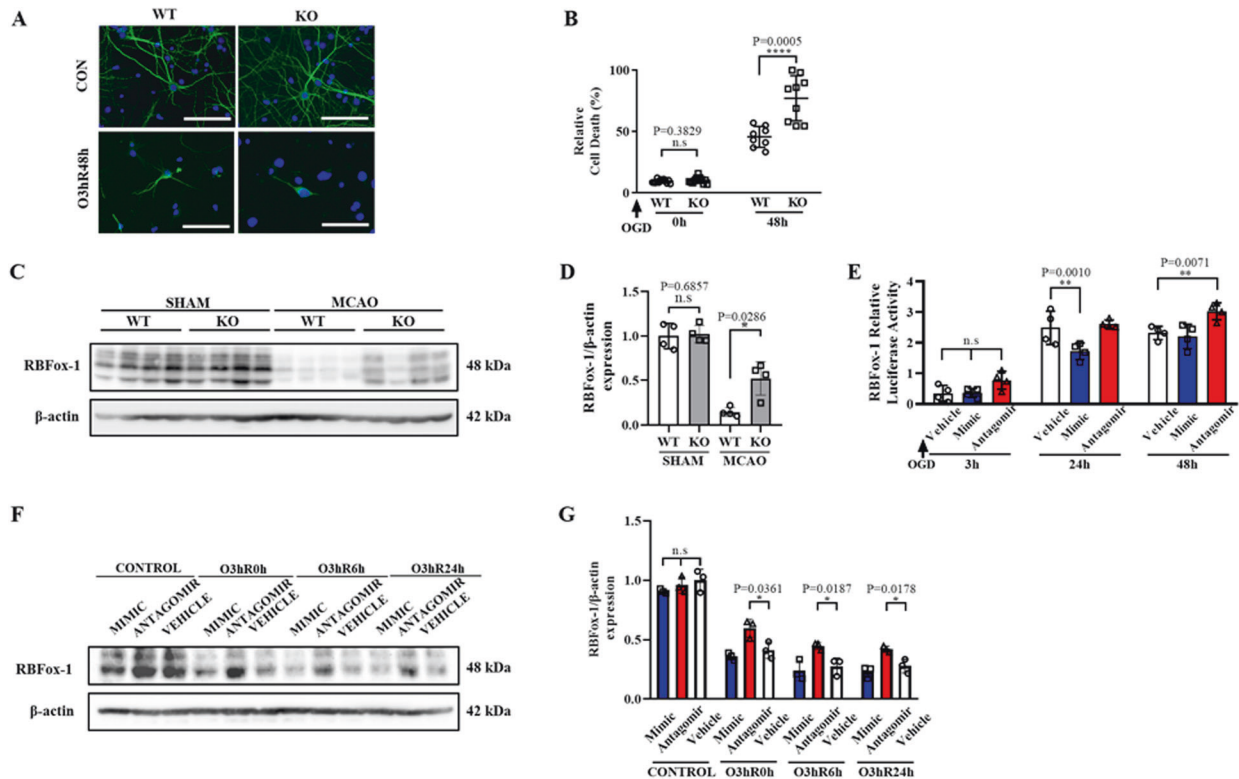 A
WT
KO
CON
O3hR48h
B
P=0.0005
****
P=0.3829
n.s
Relative
Cell Death (%)
100
50
0
WT
KO
WT
KO
OGD
0h
48h
C
SHAM
MCAO
WT
KO
WT
KO
RBFox-1
48 kDa
β-actin
42 kDa
D
P=0.6857
n.s
P=0.0286
*
RBFox-1/β-actin
expression
1.5
1.0
0.5
0.0
WT
KO
WT
KO
SHAM
MCAO
E
P=0.0010
**
P=0.0071
**
n.s
RBFox-1 Relative
Luciferase Activity
4
3
2
1
0
Vehicle
Mimic
Antagomir
Vehicle
Mimic
Antagomir
Vehicle
Mimic
Antagomir
OGD
3h
24h
48h
F
CONTROL
O3hR0h
O3hR6h
O3hR24h
MIMIC
ANTAGOMIR
VEHICLE
MIMIC
ANTAGOMIR
VEHICLE
MIMIC
ANTAGOMIR
VEHICLE
MIMIC
ANTAGOMIR
VEHICLE
RBFox-1
48 kDa
β-actin
42 kDa
G
n.s
P=0.0361
*
P=0.0187
*
P=0.0178
*
RBFox-1/β-actin
expression
1.5
1.0
0.5
0.0
Mimic
Antagomir
Vehicle
Mimic
Antagomir
Vehicle
Mimic
Antagomir
Vehicle
Mimic
Antagomir
Vehicle
CONTROL
O3hR0h
O3hR6h
O3hR24h